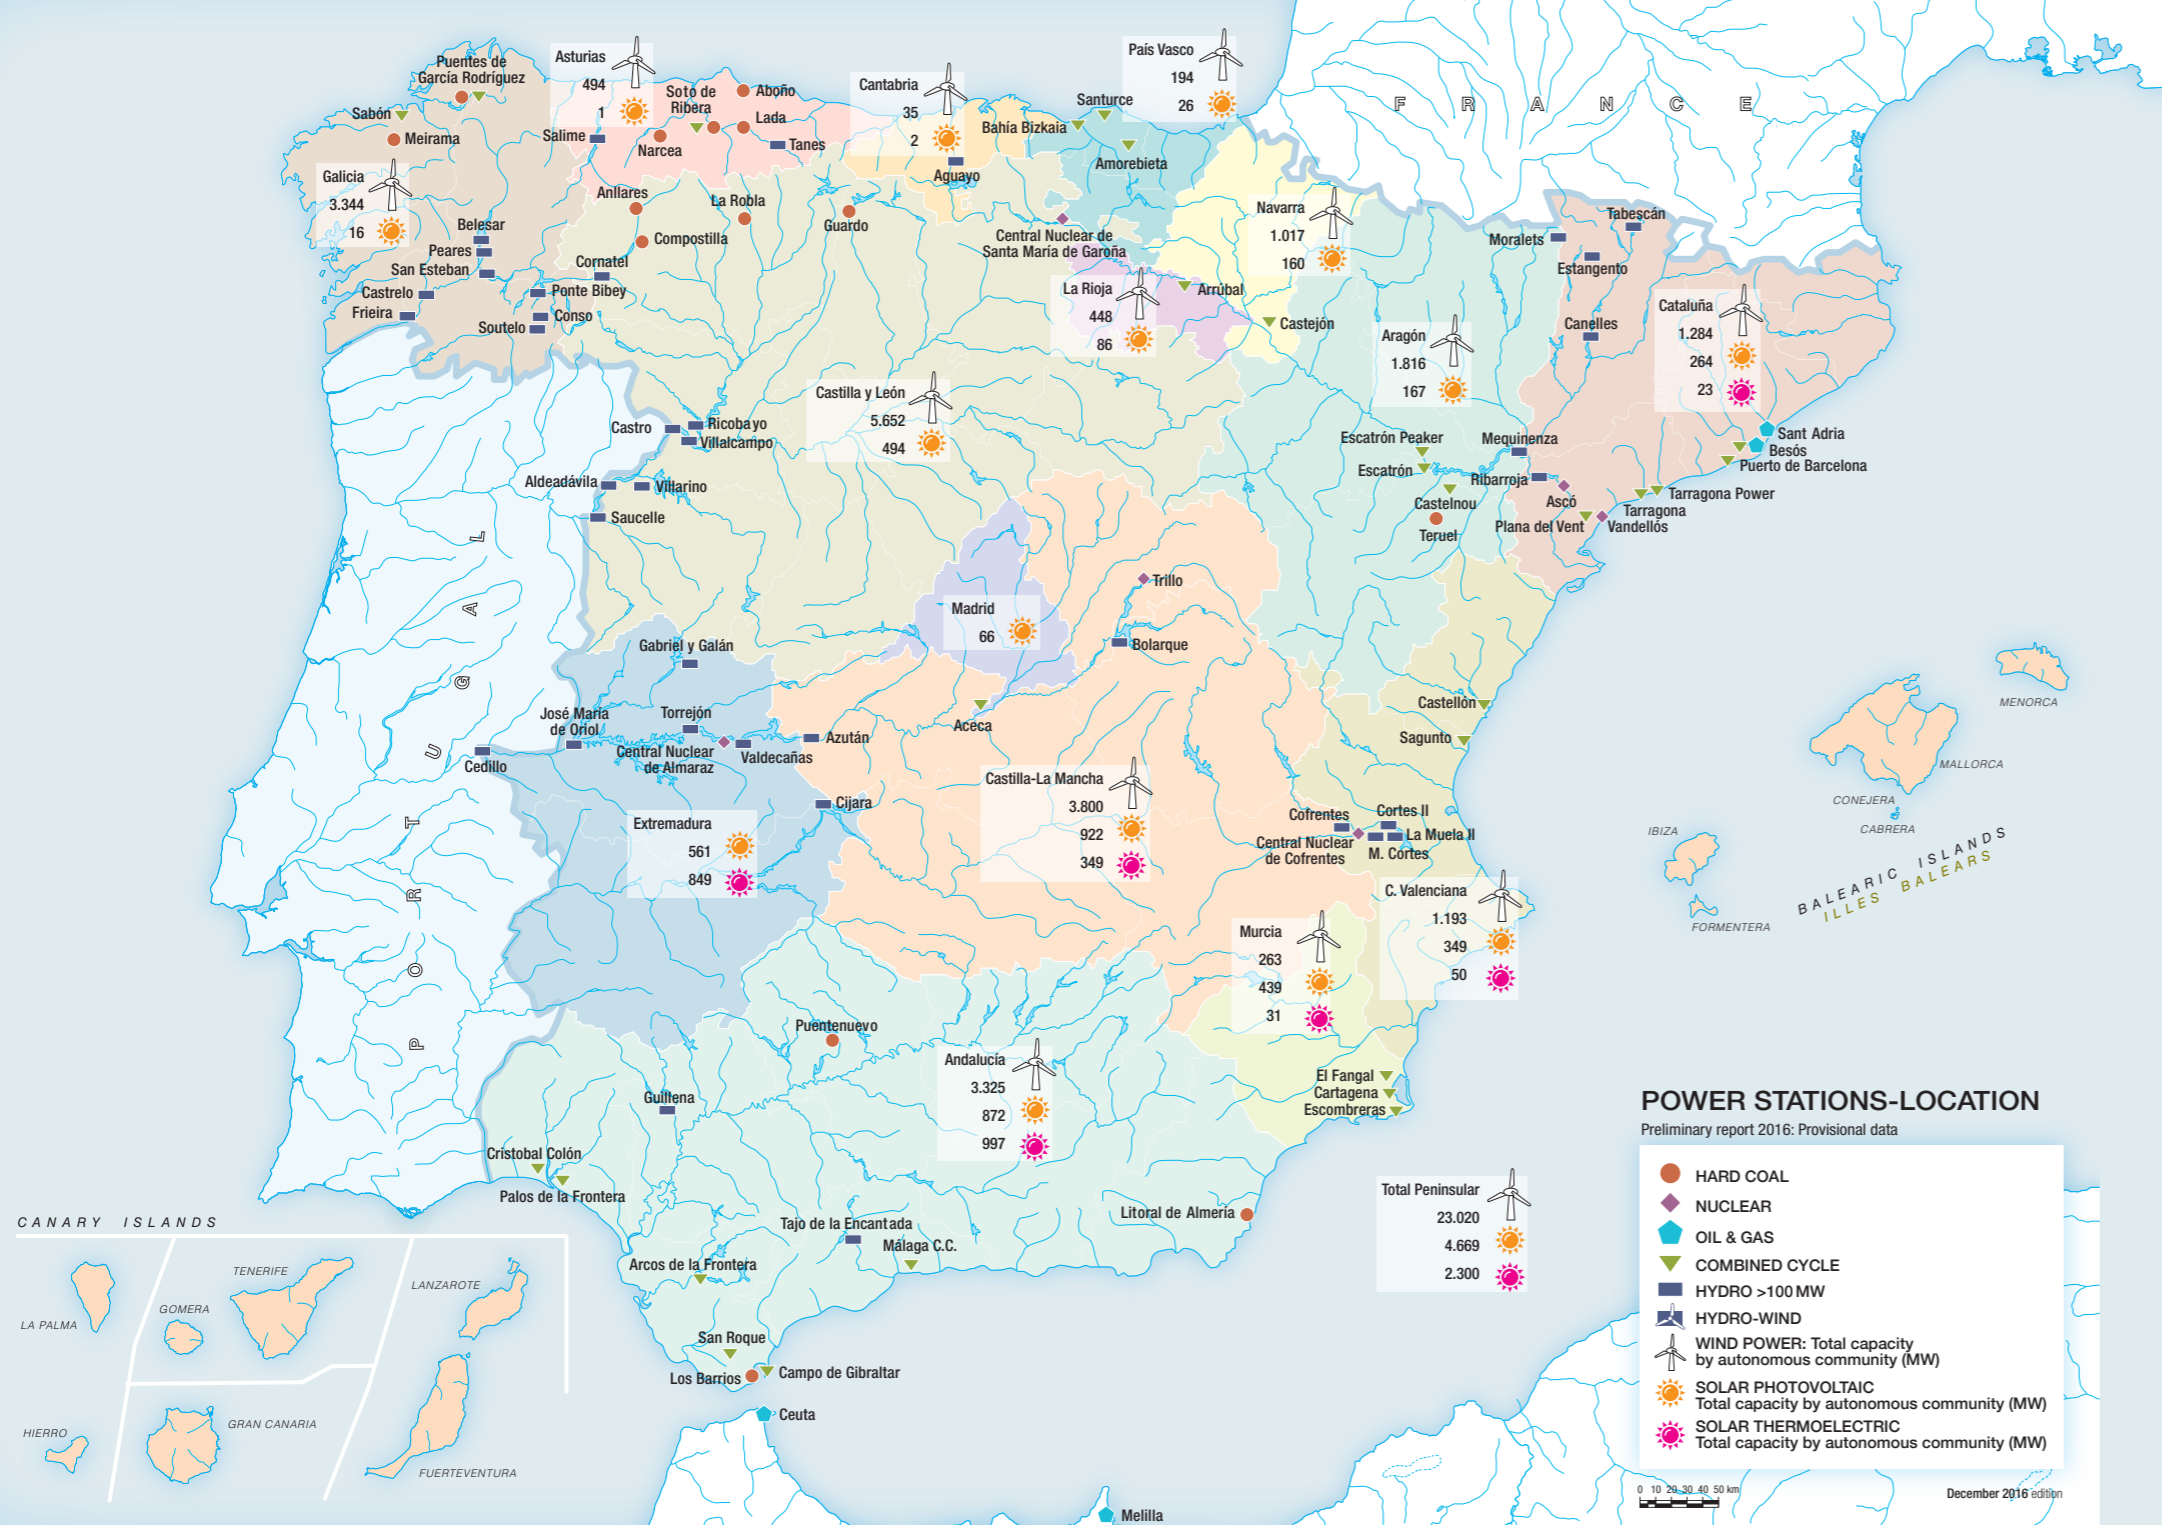 Puentes de
García Rodríguez
Sabón
Meirama
Asturias
494
1
Soto de
Ribera
Aboño
Lada
Salime
Narcea
Tanes
Cantabria
35
2
Aguayo
País Vasco
194
26
Santurce
Bahía Bizkaia
Amorebieta
F R A N C E
Galicia
3.344
16
Belesar
Peares
San Esteban
Castrelo
Frieira
Anllares
La Robla
Guardo
Compostilla
Cornatel
Ponte Bibey
Conso
Soutelo
Central Nuclear de
Santa María de Garoña
La Rioja
448
86
Arrúbal
Navarra
1.017
160
Castejón
Moralets
Tabescán
Estangento
Canelles
Aragón
1.816
167
Cataluña
1.284
264
23
Castilla y León
5.652
494
Castro
Ricobayo
Villalcampo
Aldeadávila
Villarino
Saucelle
Escatrón Peaker
Escatrón
Mequinenza
Ribarroja
Castelnou
Teruel
Ascó
Plana del Vent
Vandellós
Tarragona
Tarragona Power
Sant Adria
Besós
Puerto de Barcelona
Madrid
66
Trillo
Bolarque
Gabriel y Galán
José María
de Oriol
Torrejón
Central Nuclear
de Almaraz
Valdecañas
Azután
Aceca
Cedillo
Cijara
Castellón
Sagunto
Castilla-La Mancha
3.800
922
349
Extremadura
561
849
Cofrentes
Central Nuclear
de Cofrentes
Cortes II
La Muela II
M. Cortes
C. Valenciana
1.193
349
50
Murcia
263
439
31
P O R T U G A L
MENORCA
MALLORCA
CONEJERA
CABRERA
IBIZA
FORMENTERA
BALEARIC ISLANDS
ILLES BALEARS
Puentenuevo
Andalucía
3.325
872
997
Guillena
El Fangal
Cartagena
Escombreras
Cristobal Colón
Palos de la Frontera
Tajo de la Encantada
Málaga C.C.
Arcos de la Frontera
Litoral de Almería
San Roque
Los Barrios
Campo de Gibraltar
Ceuta
Melilla
Total Peninsular
23.020
4.669
2.300
CANARY ISLANDS
LA PALMA
GOMERA
TENERIFE
LANZAROTE
HIERRO
GRAN CANARIA
FUERTEVENTURA
POWER STATIONS-LOCATION
Preliminary report 2016: Provisional data
HARD COAL
NUCLEAR
OIL & GAS
COMBINED CYCLE
HYDRO >100 MW
HYDRO-WIND
WIND POWER: Total capacity
by autonomous community (MW)
SOLAR PHOTOVOLTAIC
Total capacity by autonomous community (MW)
SOLAR THERMOELECTRIC
Total capacity by autonomous community (MW)
0 10 20 30 40 50 km
December 2016 edition